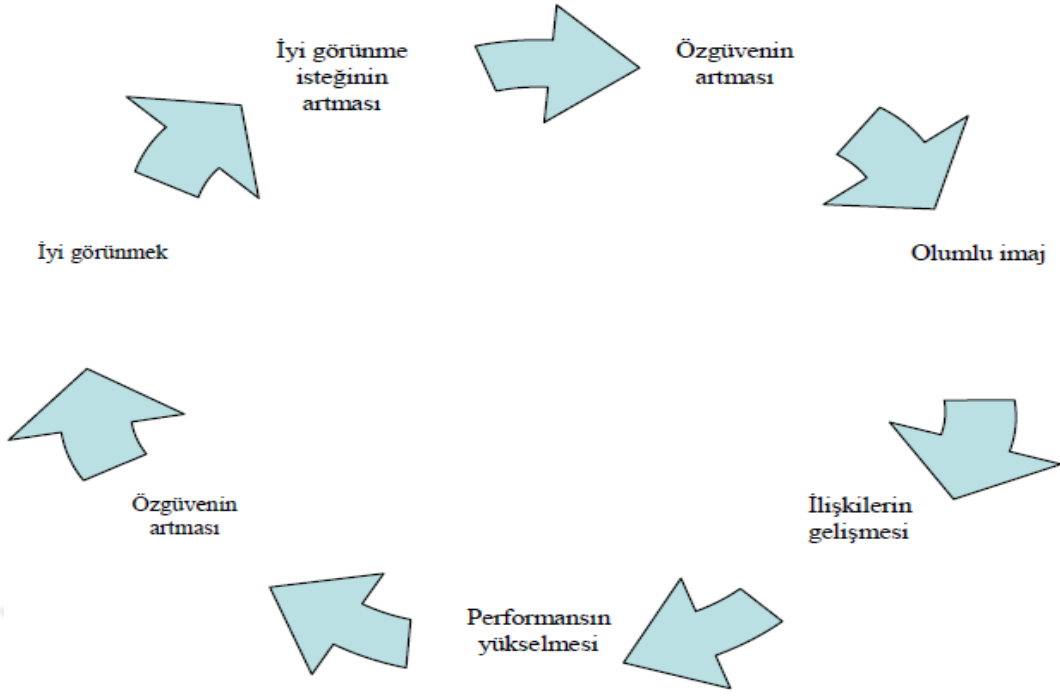 İyi görünme
isteğinin
artması
Özgüvenin
artması
İyi görünmek
Olumlu imaj
Özgüvenin
artması
İlişkilerin
gelişmesi
Performansın
yükselmesi